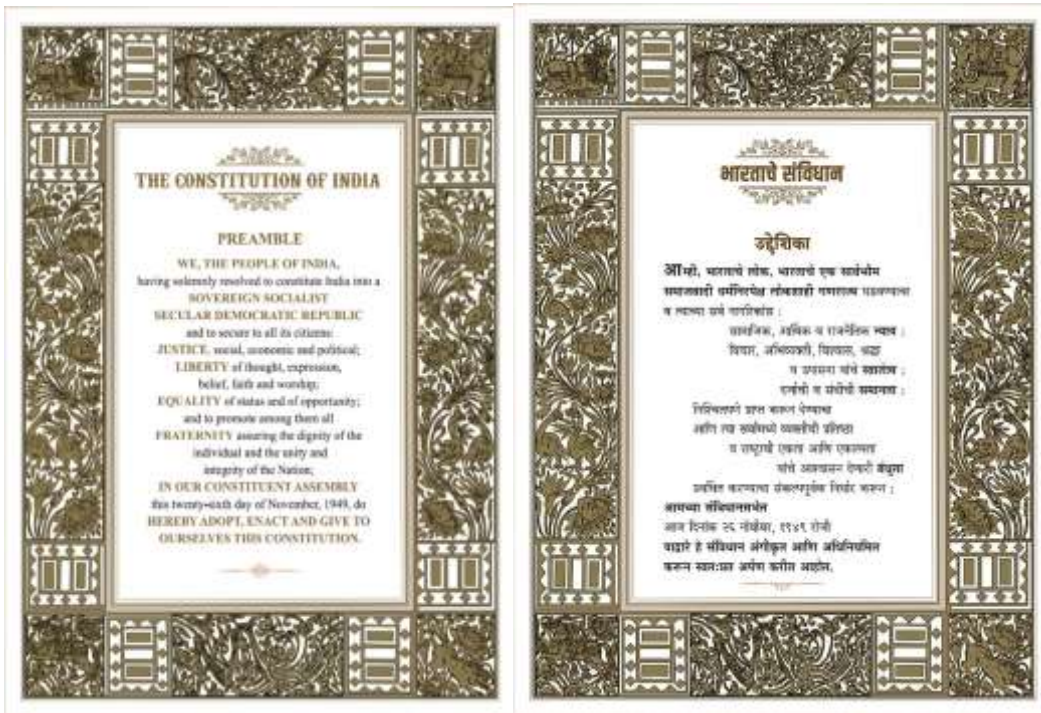 THE CONSTITUTION OF INDIA
PREAMBLE
WE, THE PEOPLE OF INDIA,
having solemnly resolved to constitute India into a
SOVEREIGN SOCIALIST
SECULAR DEMOCRATIC REPUBLIC
and to secure to all its citizens:
JUSTICE, social, economic and political;
LIBERTY of thought, expression,
belief, faith and worship;
EQUALITY of status and of opportunity;
and to promote among them all
FRATERNITY assuring the dignity of the
individual and the unity and
integrity of the Nation;
IN OUR CONSTITUENT ASSEMBLY
this twenty-sixth day of November, 1949, do
HEREBY ADOPT, ENACT AND GIVE TO
OURSELVES THIS CONSTITUTION.
भारताचे संविधान
उद्देशिका
आम्ही, भारताचे लोक, भारताचे एक सार्वभौम
समाजवादी धर्मनिरपेक्ष लोकशाही गणराज्य घडवण्याचा
व त्याच्या सर्व नागरिकांस :
सामाजिक, आर्थिक व राजनैतिक न्याय ;
विचार, अभिव्यक्ती, विश्वास, श्रद्धा
व उपासना यांचे स्वातंत्र्य ;
दर्जाची व संधीची समानता ;
निश्चितपणे प्राप्त करून देण्याचा
आणि त्या सर्वांमध्ये व्यक्तीची प्रतिष्ठा
व राष्ट्राची एकता आणि एकात्मता
यांचे आश्वासन देणारी बंधुता
प्रवर्धित करण्याचा संकल्पपूर्वक निर्धार करून ;
आमच्या संविधानसभेत
आज दिनांक २६ नोव्हेंबर, १९४९ रोजी
याद्वारे हे संविधान अंगीकृत आणि अधिनियमित
करून स्वतःप्रत अर्पण करीत आहोत.